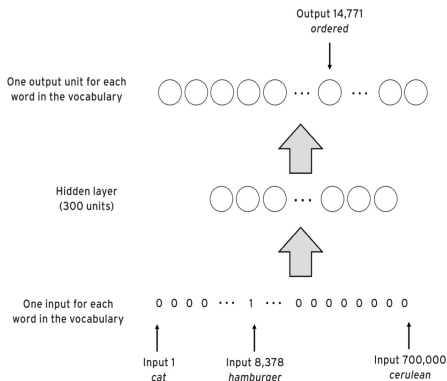 Output 14,771
ordered
One output unit for each
word in the vocabulary
...
...
Hidden layer
(300 units)
...
One input for each
word in the vocabulary
0 0 0 0 ... 1 ... 0 0 0 0 0 0 0 0
Input 1
cat
Input 8,378
hamburger
Input 700,000
cerulean